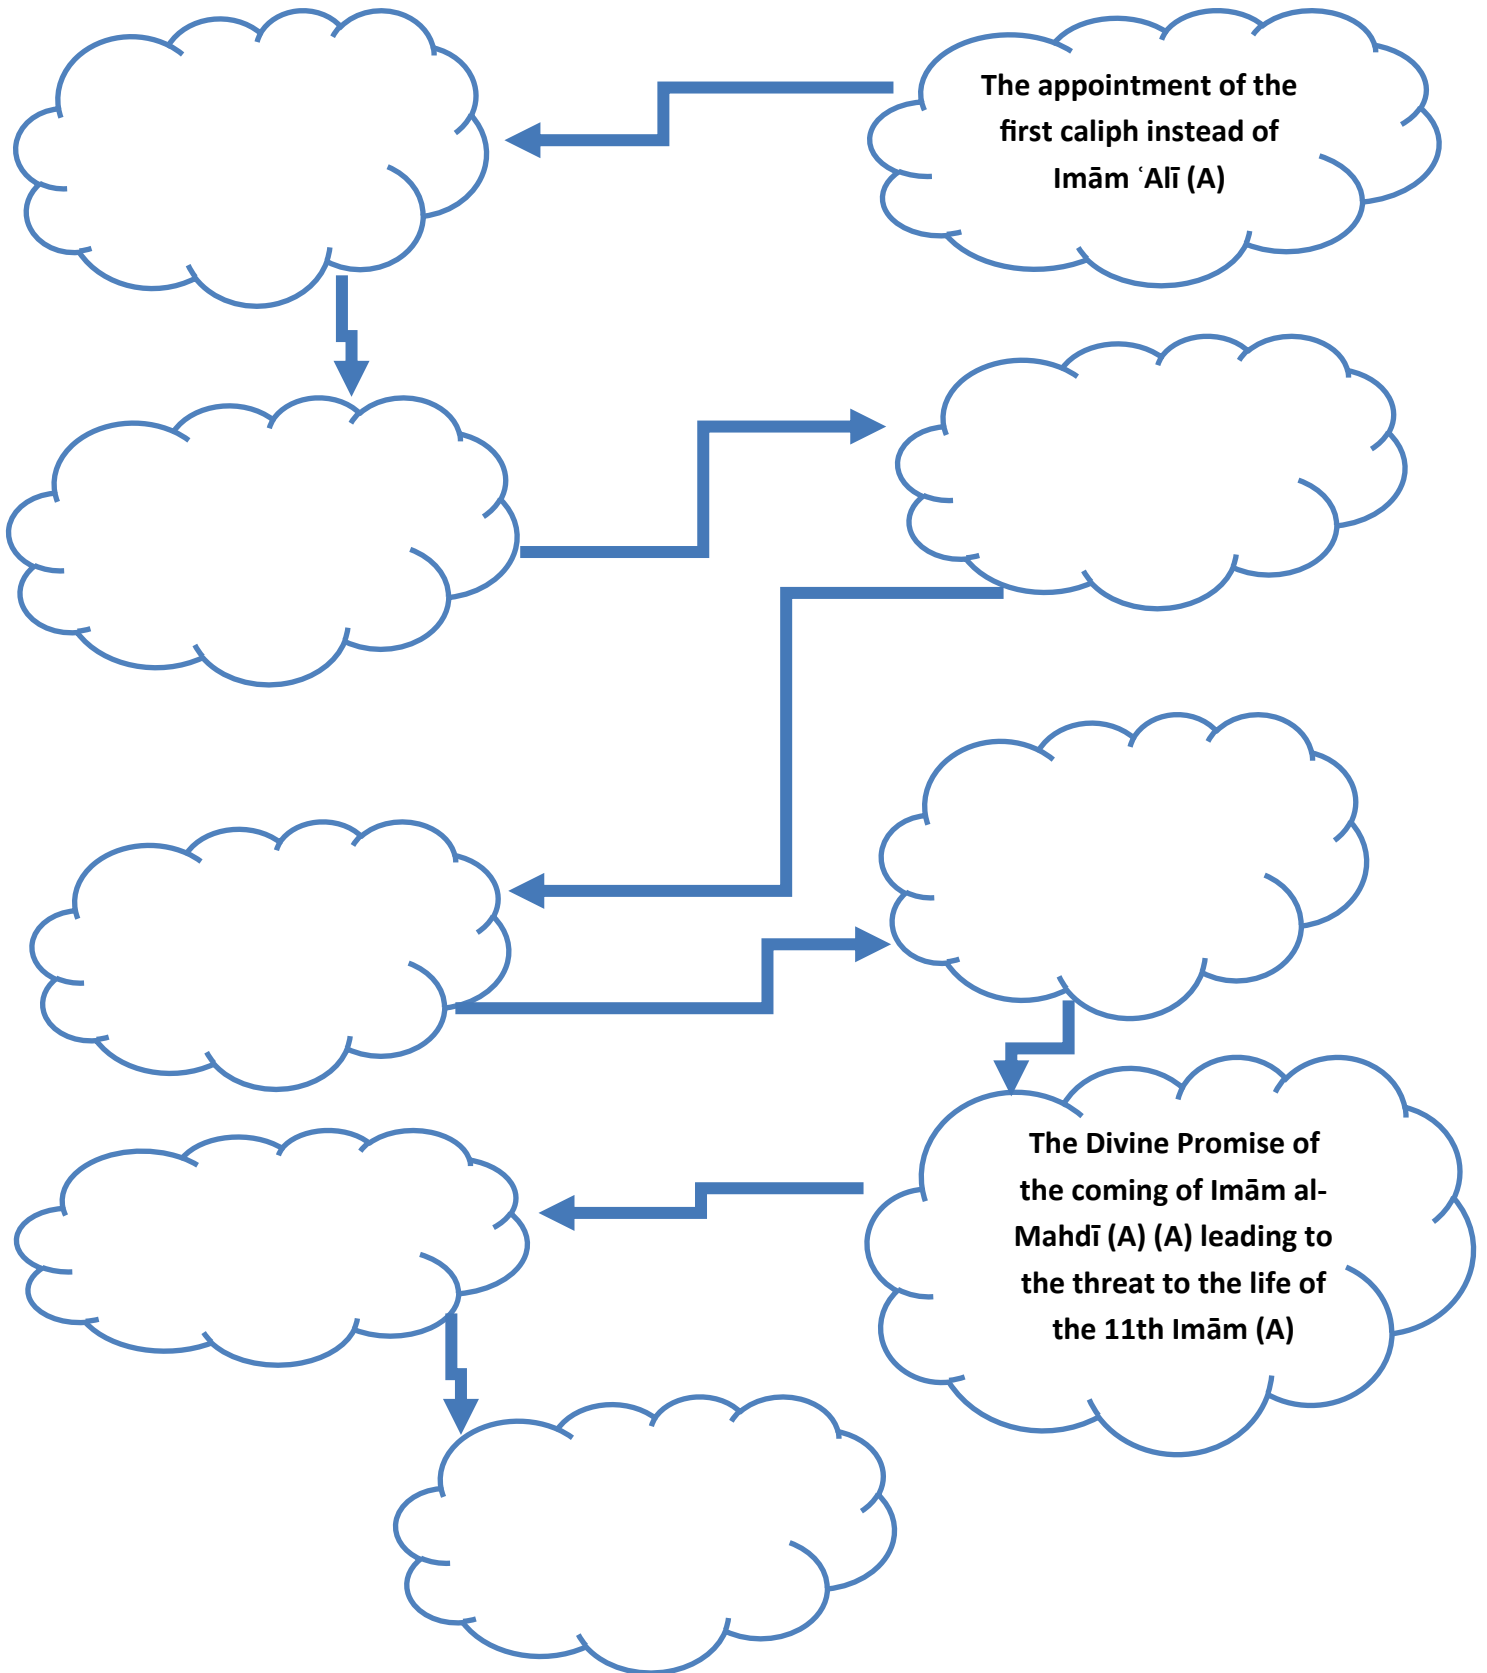 The appointment of the
first caliph instead of
Imām ʿAlī (A)
The Divine Promise of
the coming of Imām al-
Mahdī (A) (A) leading to
the threat to the life of
the 11th Imām (A)